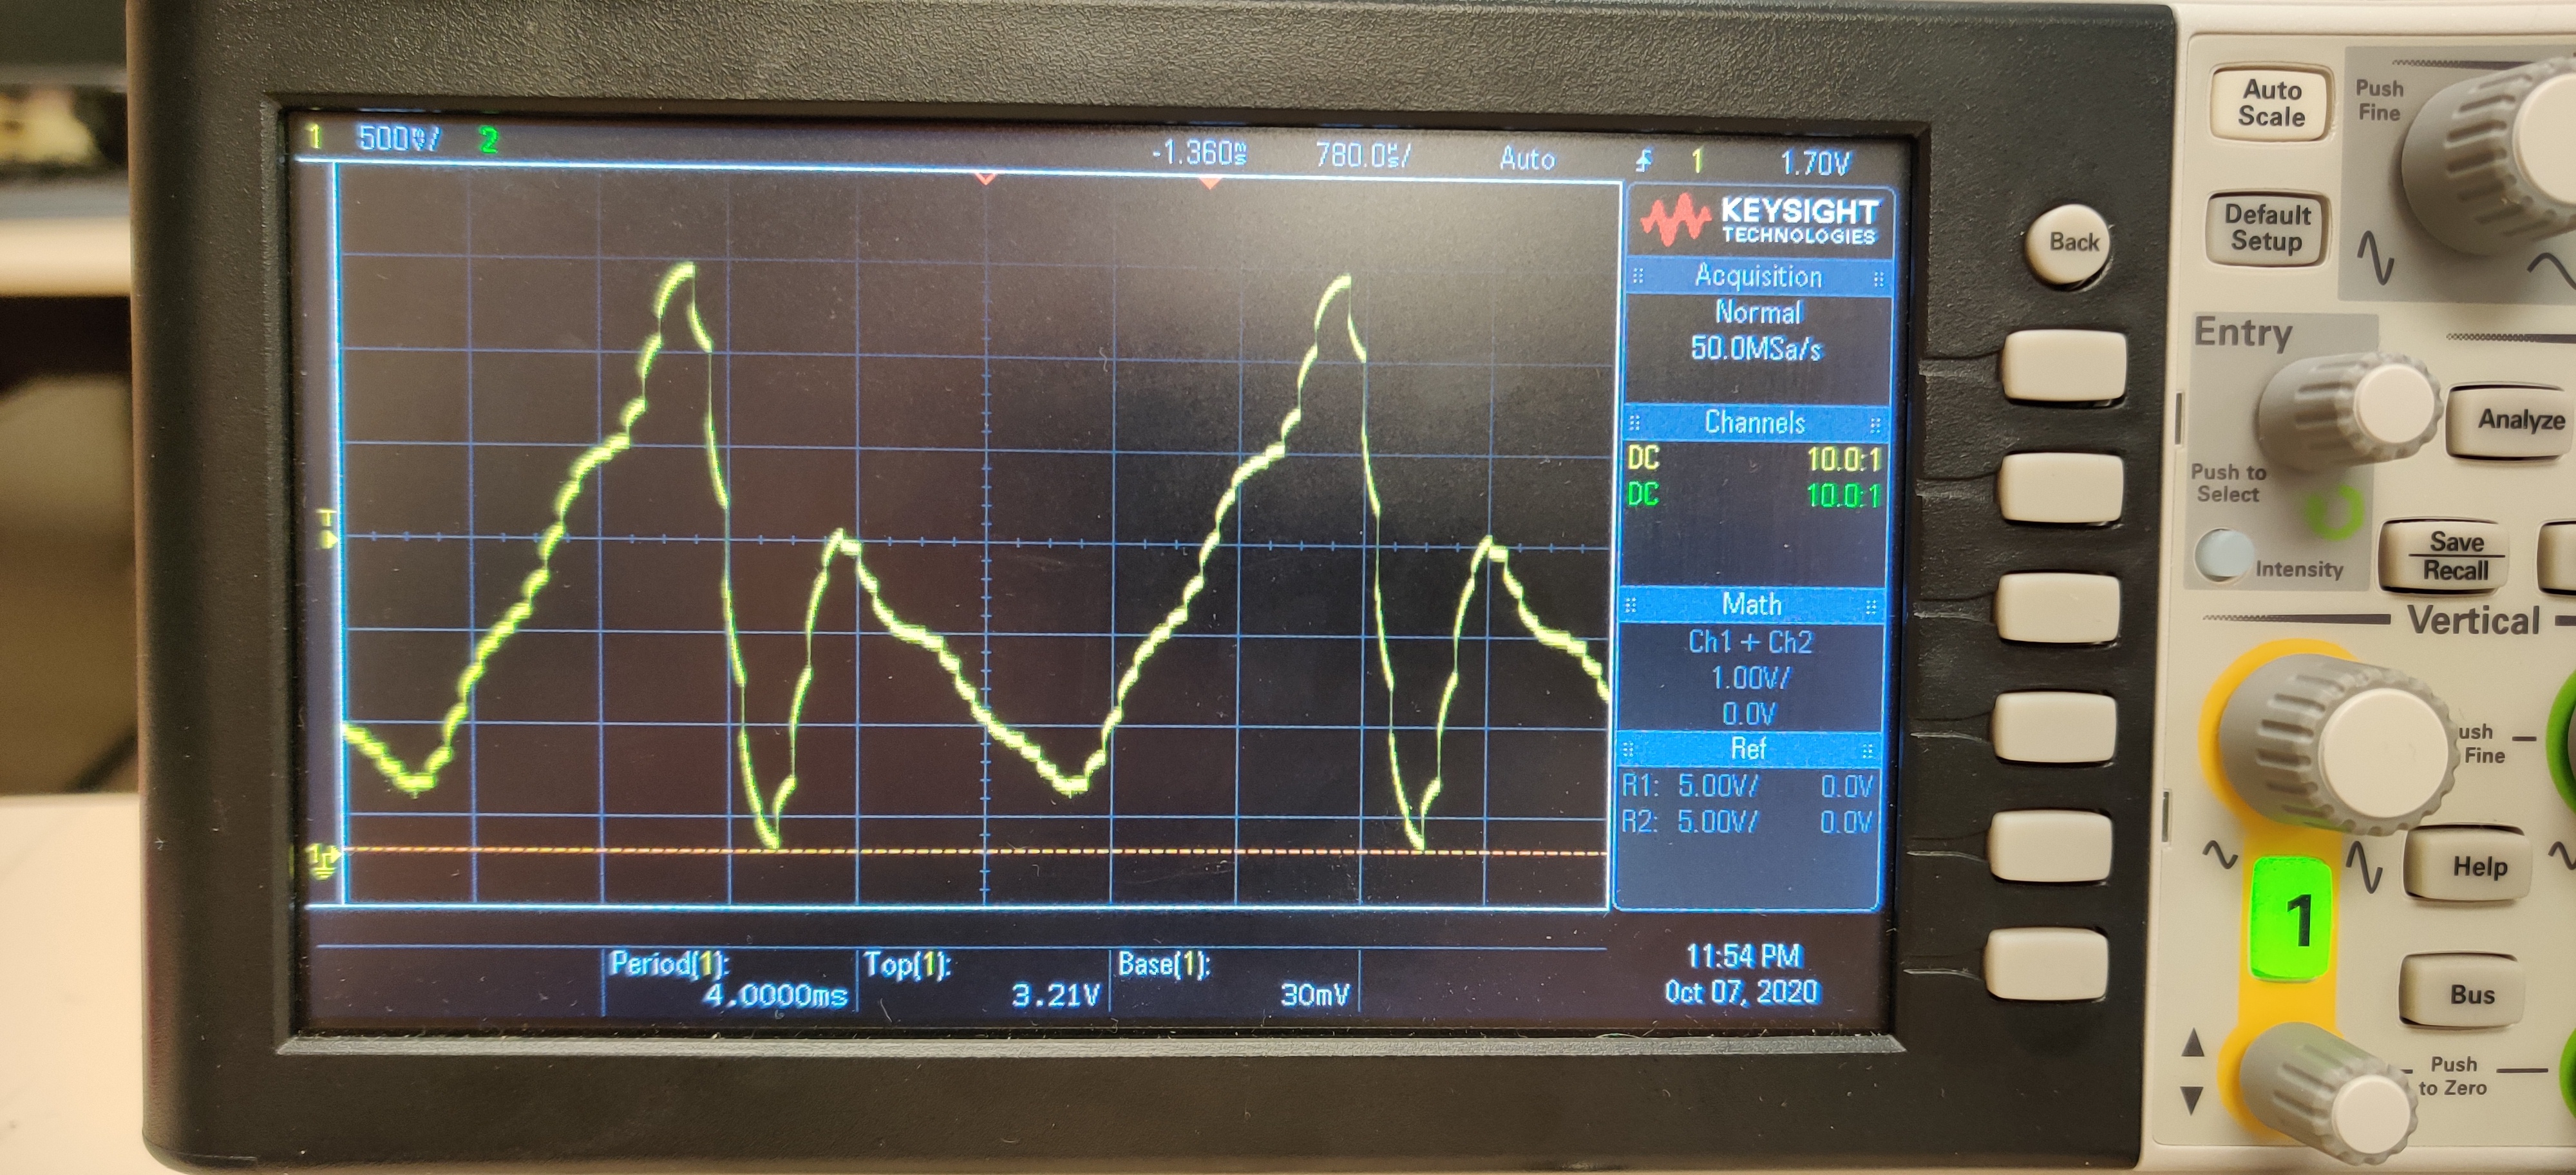 1 500mV/ 2 -1.360ms 780.0us/ Auto 1 1.70V
KEYSIGHT
TECHNOLOGIES
Acquisition
Normal
50.0MSa/s
Channels
DC 10.0:1
DC 10.0:1
Math
Ch1 + Ch2
1.00V/
0.0V
Ref
R1: 5.00V/ 0.0V
R2: 5.00V/ 0.0V
T
Period(1): Top(1): Base(1):
4.0000ms 3.21V 30mV
11:54 PM
Oct 07, 2020
Back
Auto
Scale
Push
Fine
Default
Setup
Entry
Analyze
Push to
Select
Save
Recall
Intensity
Vertical
Fine
Help
1
Bus
Push
to Zero